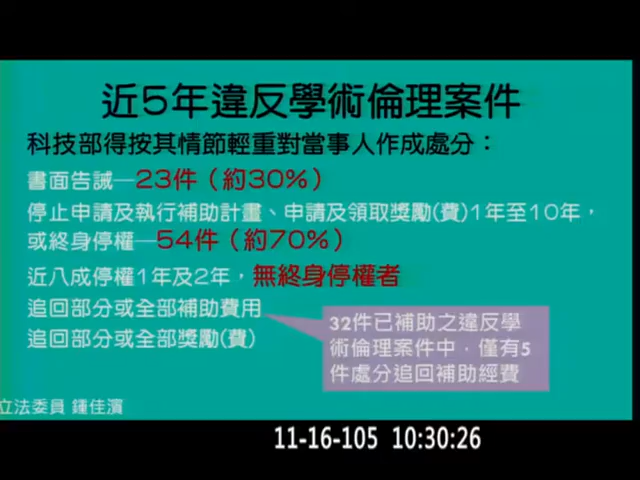 近5年違反學術倫理案件
科技部得按其情節輕重對當事人作成處分：
書面告誡—23件（約30%）
停止申請及執行補助計畫、申請及領取獎勵(費)1年至10年，
或終身停權—54件（約70%）
近八成停權1年及2年，無終身停權者
追回部分或全部補助費用
追回部分或全部獎勵(費)
32件已補助之違反學
術倫理案件中，僅有5
件處分追回補助經費
立法委員 鍾佳濱
11-16-105 10:30:26